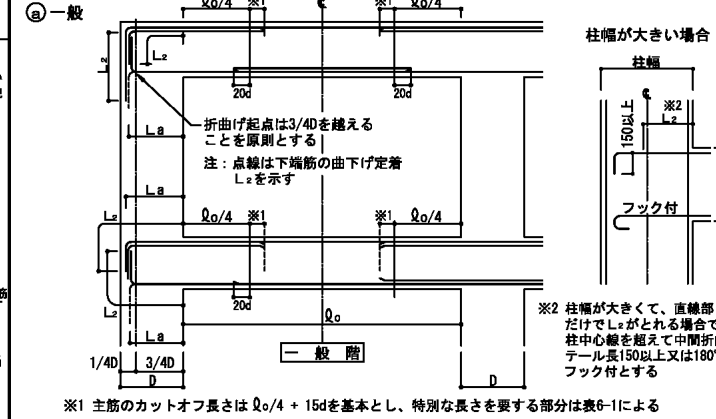 ⓐ 一般
ℓo/4 ※1 ℄ ※1 ℓo/4
柱幅が大きい場合
柱幅
L₂
L₂
20d
20d
折曲げ起点は3/4Dを越える
ことを原則とする
注：点線は下端筋の曲下げ定着
L₂を示す
La
La
℄
※2
L₂
150以上
フック付
L₂
ℓo/4 ※1 ※1 ℓo/4
20d
L₂
La
ℓo
1/4D 3/4D
一般階
D
D
※2 柱幅が大きくて、直線部
だけでL₂がとれる場合で
柱中心線を超えて中間折
テール長150以上又は180°
フック付とする
※1 主筋のカットオフ長さは ℓo/4 + 15dを基本とし、特別な長さを要する部分は表6-1による